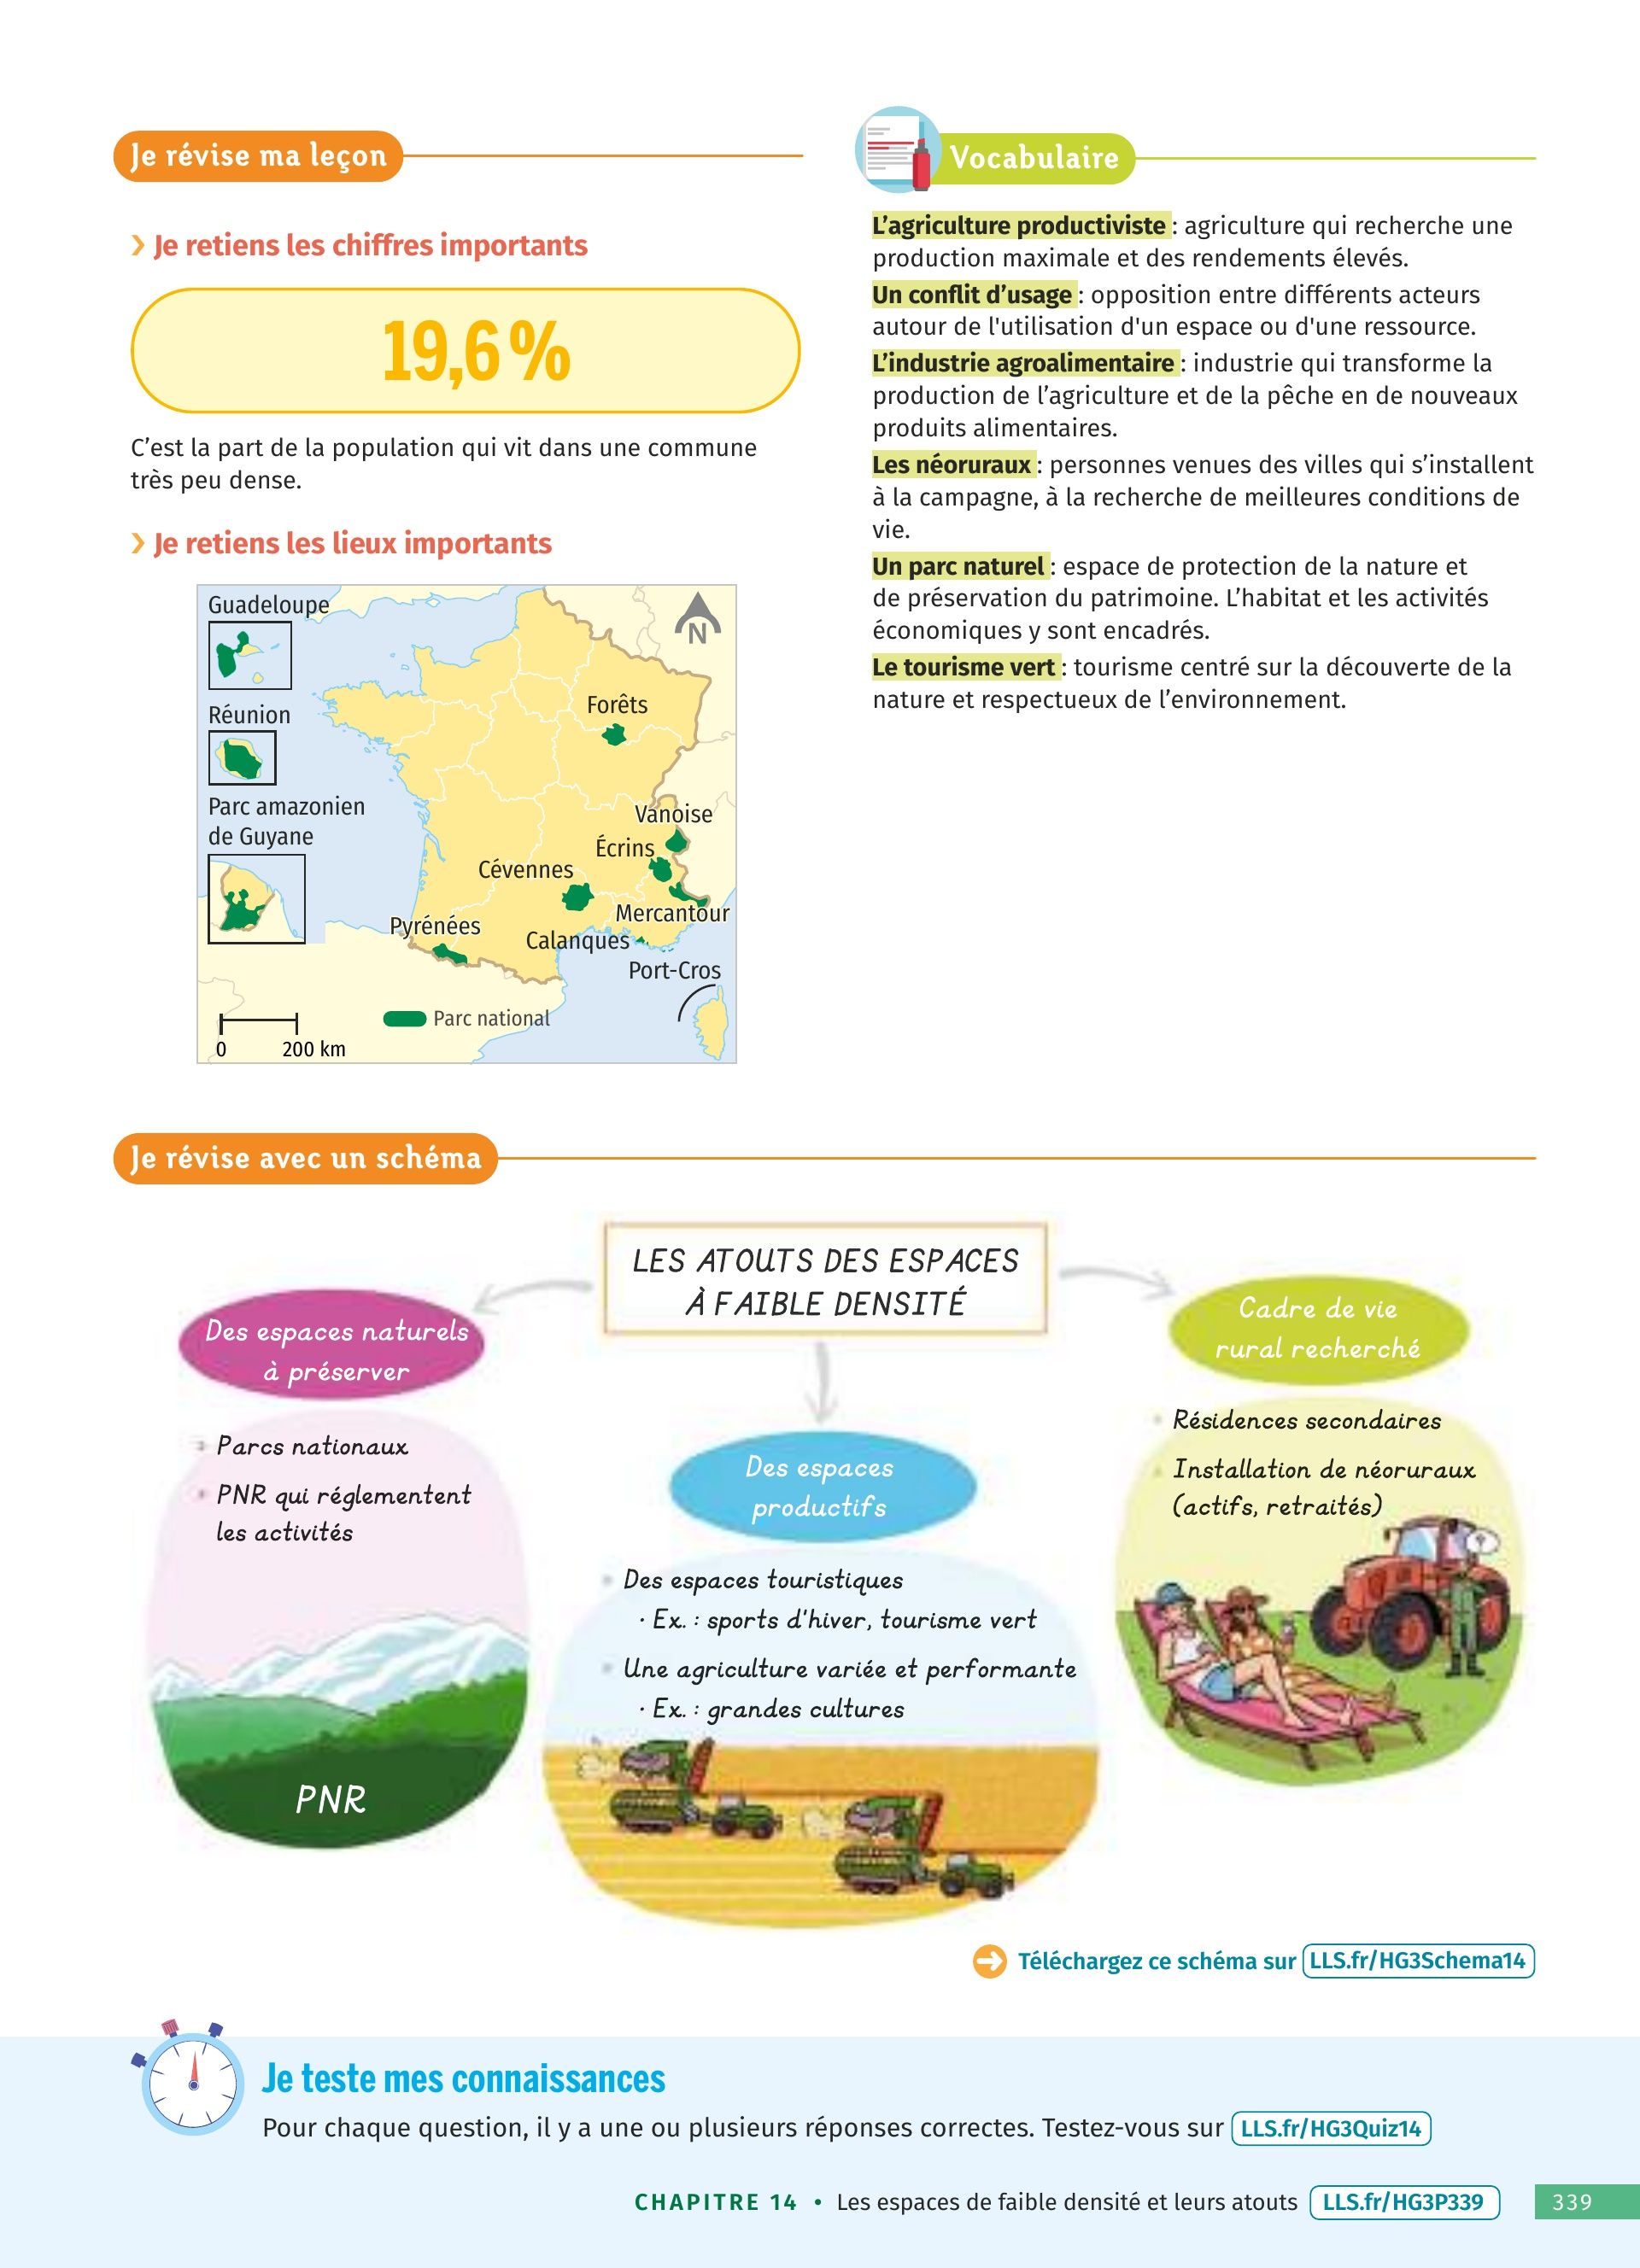 Je révise ma leçon
› Je retiens les chiffres importants
19,6 %
C’est la part de la population qui vit dans une commune
très peu dense.
› Je retiens les lieux importants
Guadeloupe
Réunion
Parc amazonien
de Guyane
N
Forêts
Vanoise
Écrins
Cévennes
Mercantour
Pyrénées
Calanques
Port-Cros
Parc national
0 200 km
Vocabulaire
L’agriculture productiviste : agriculture qui recherche une
production maximale et des rendements élevés.
Un conflit d’usage : opposition entre différents acteurs
autour de l'utilisation d'un espace ou d'une ressource.
L’industrie agroalimentaire : industrie qui transforme la
production de l’agriculture et de la pêche en de nouveaux
produits alimentaires.
Les néoruraux : personnes venues des villes qui s’installent
à la campagne, à la recherche de meilleures conditions de
vie.
Un parc naturel : espace de protection de la nature et
de préservation du patrimoine. L’habitat et les activités
économiques y sont encadrés.
Le tourisme vert : tourisme centré sur la découverte de la
nature et respectueux de l’environnement.
Je révise avec un schéma
LES ATOUTS DES ESPACES
À FAIBLE DENSITÉ
Des espaces naturels
à préserver
• Parcs nationaux
• PNR qui réglementent
les activités
PNR
Des espaces
productifs
• Des espaces touristiques
· Ex. : sports d'hiver, tourisme vert
• Une agriculture variée et performante
· Ex. : grandes cultures
Cadre de vie
rural recherché
• Résidences secondaires
• Installation de néoruraux
(actifs, retraités)
?
Téléchargez ce schéma sur LLS.fr/HG3Schema14
Je teste mes connaissances
Pour chaque question, il y a une ou plusieurs réponses correctes. Testez-vous sur LLS.fr/HG3Quiz14
CHAPITRE 14 • Les espaces de faible densité et leurs atouts LLS.fr/HG3P339 339